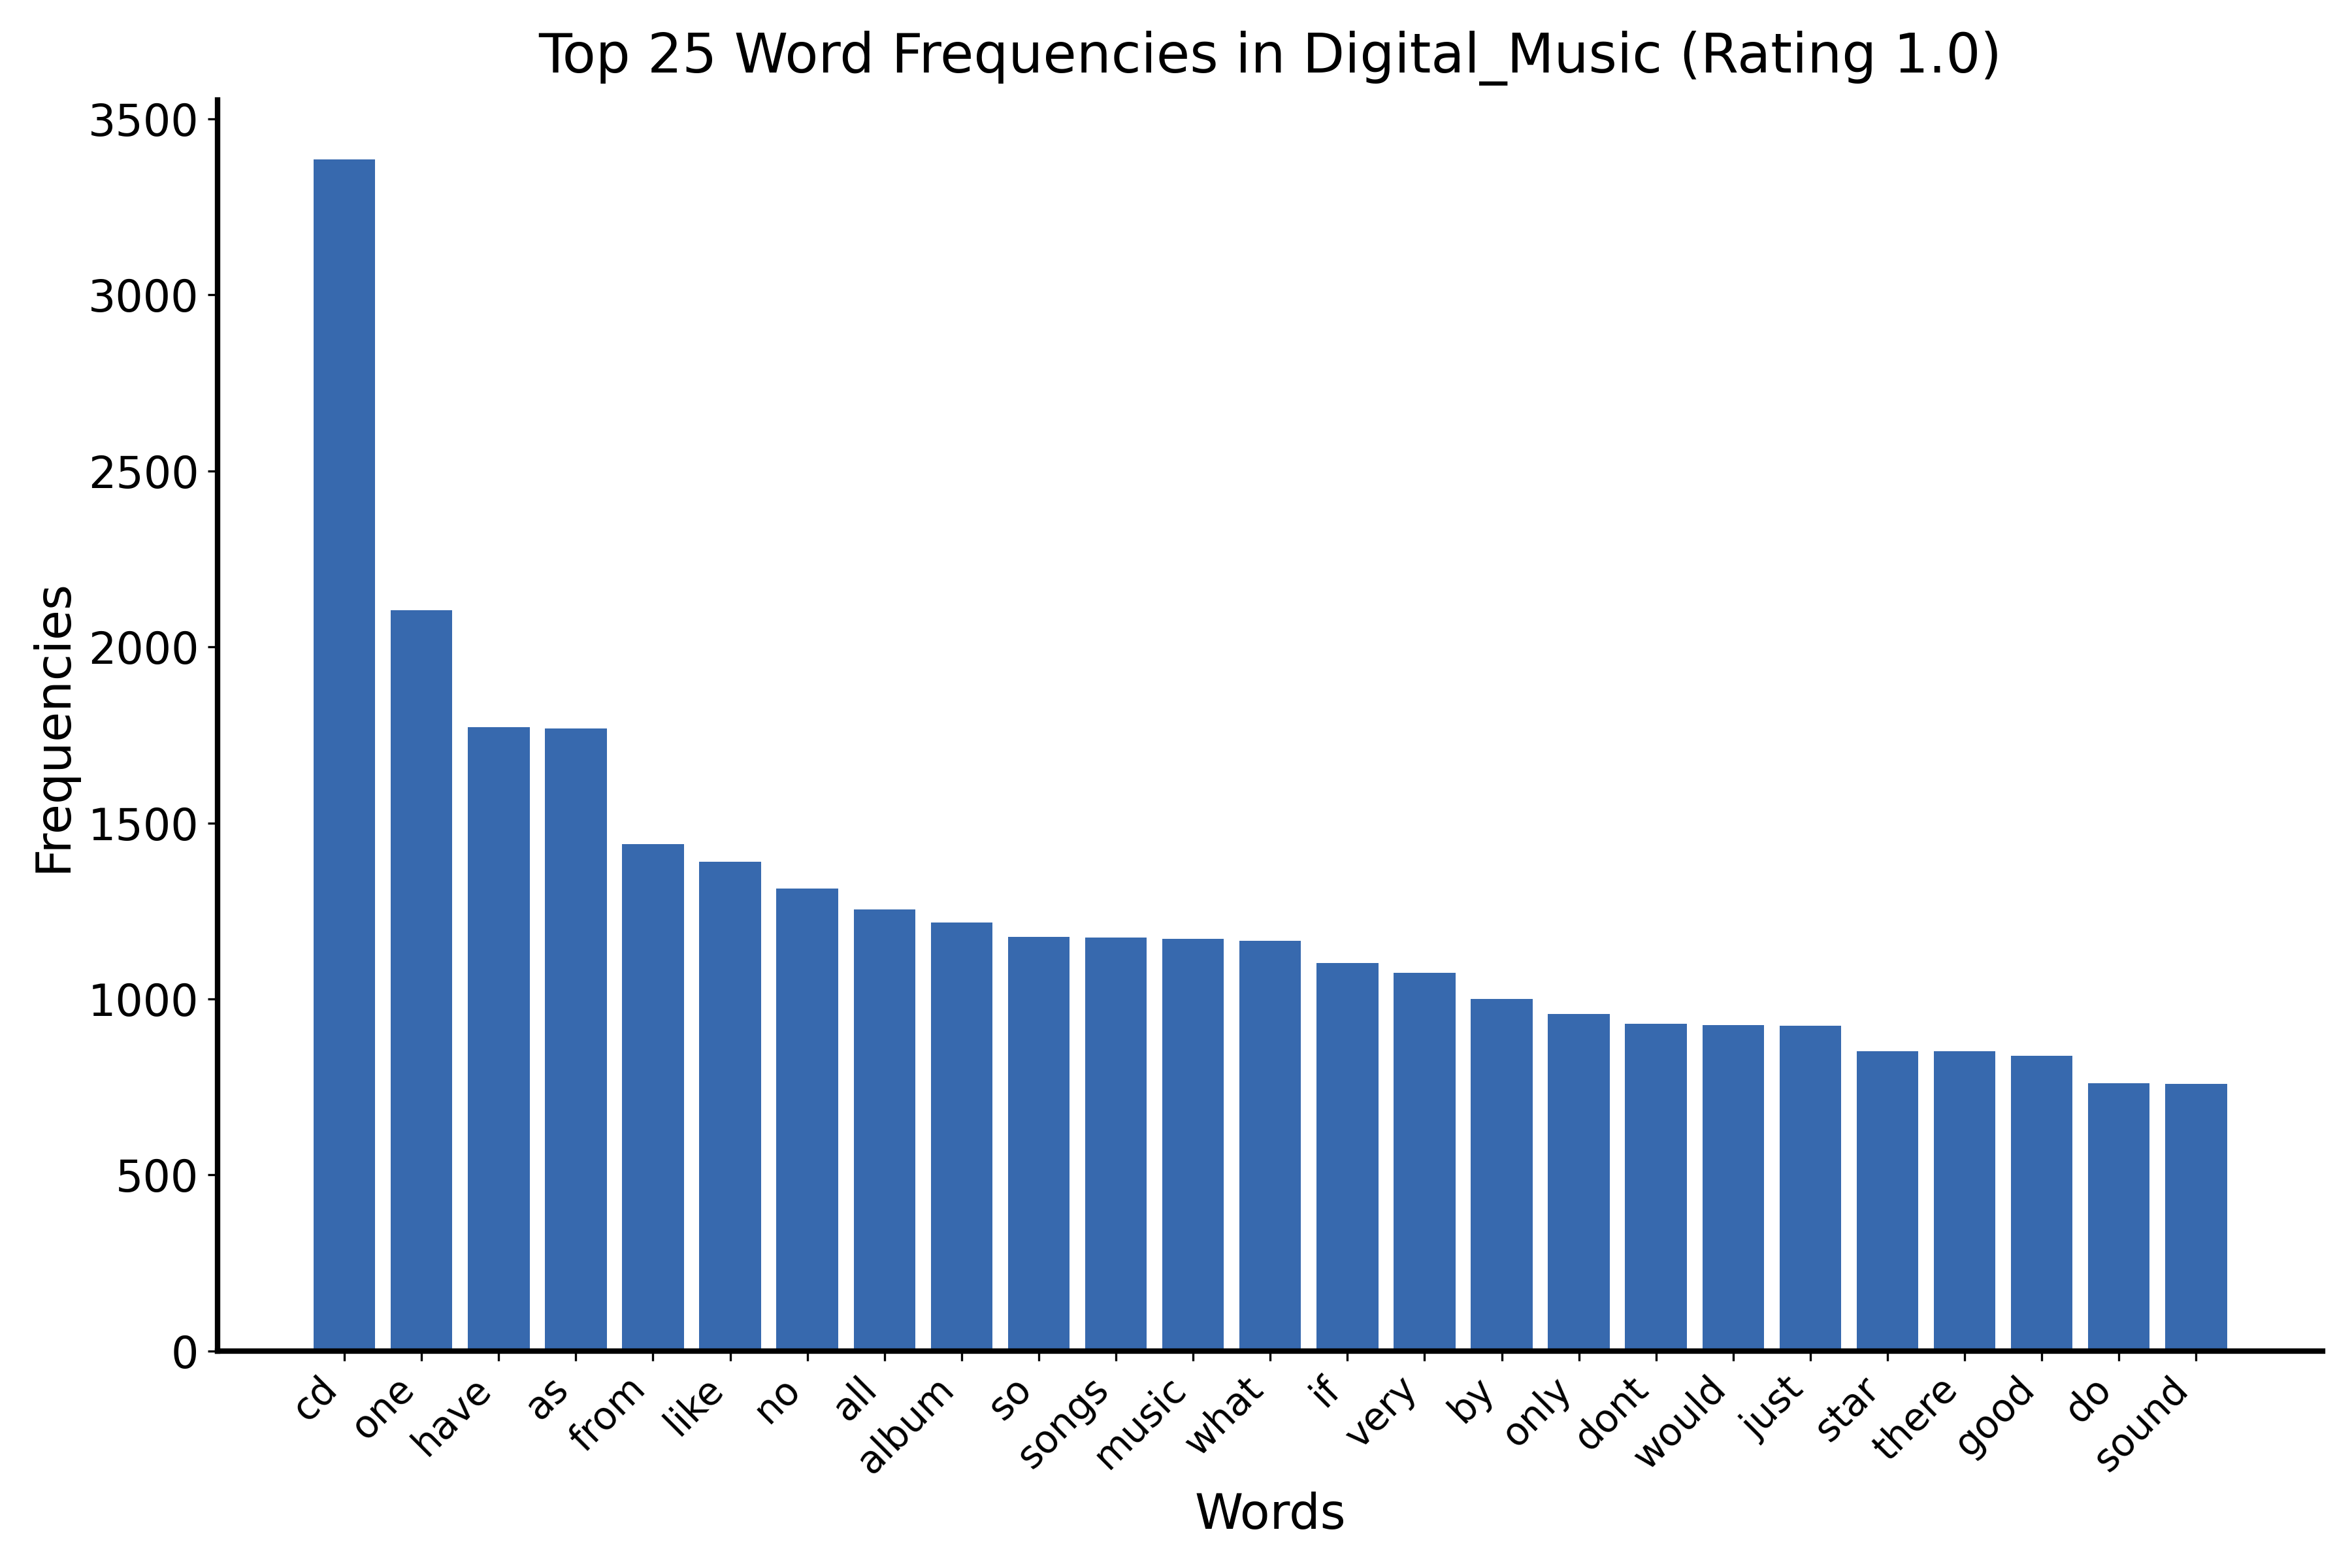 Top 25 Word Frequencies in Digital_Music (Rating 1.0)
Frequencies
3500
3000
2500
2000
1500
1000
500
0
cd
one
have
as
from
like
no
all
album
so
songs
music
what
if
very
by
only
dont
would
just
star
there
good
do
sound
Words